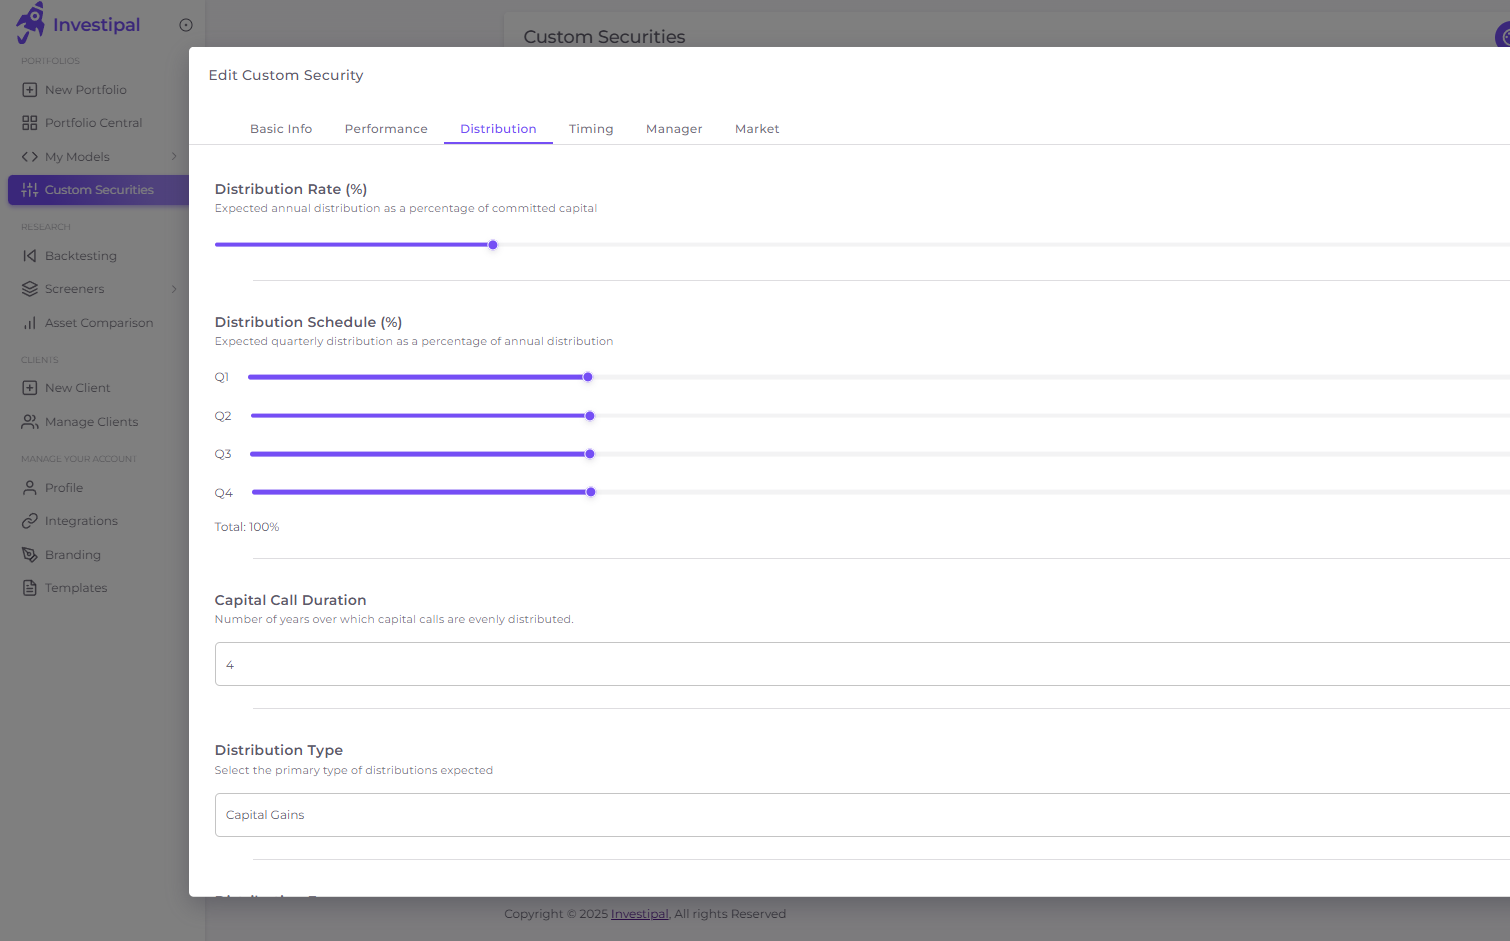 Investipal
Custom Securities
PORTFOLIOS
New Portfolio
Portfolio Central
My Models
Custom Securities
RESEARCH
Backtesting
Screeners
Asset Comparison
CLIENTS
New Client
Manage Clients
MANAGE YOUR ACCOUNT
Profile
Integrations
Branding
Templates
Edit Custom Security
Basic Info Performance Distribution Timing Manager Market
Distribution Rate (%)
Expected annual distribution as a percentage of committed capital
Distribution Schedule (%)
Expected quarterly distribution as a percentage of annual distribution
Q1
Q2
Q3
Q4
Total: 100%
Capital Call Duration
Number of years over which capital calls are evenly distributed.
4
Distribution Type
Select the primary type of distributions expected
Capital Gains
Copyright © 2025 Investipal, All rights Reserved